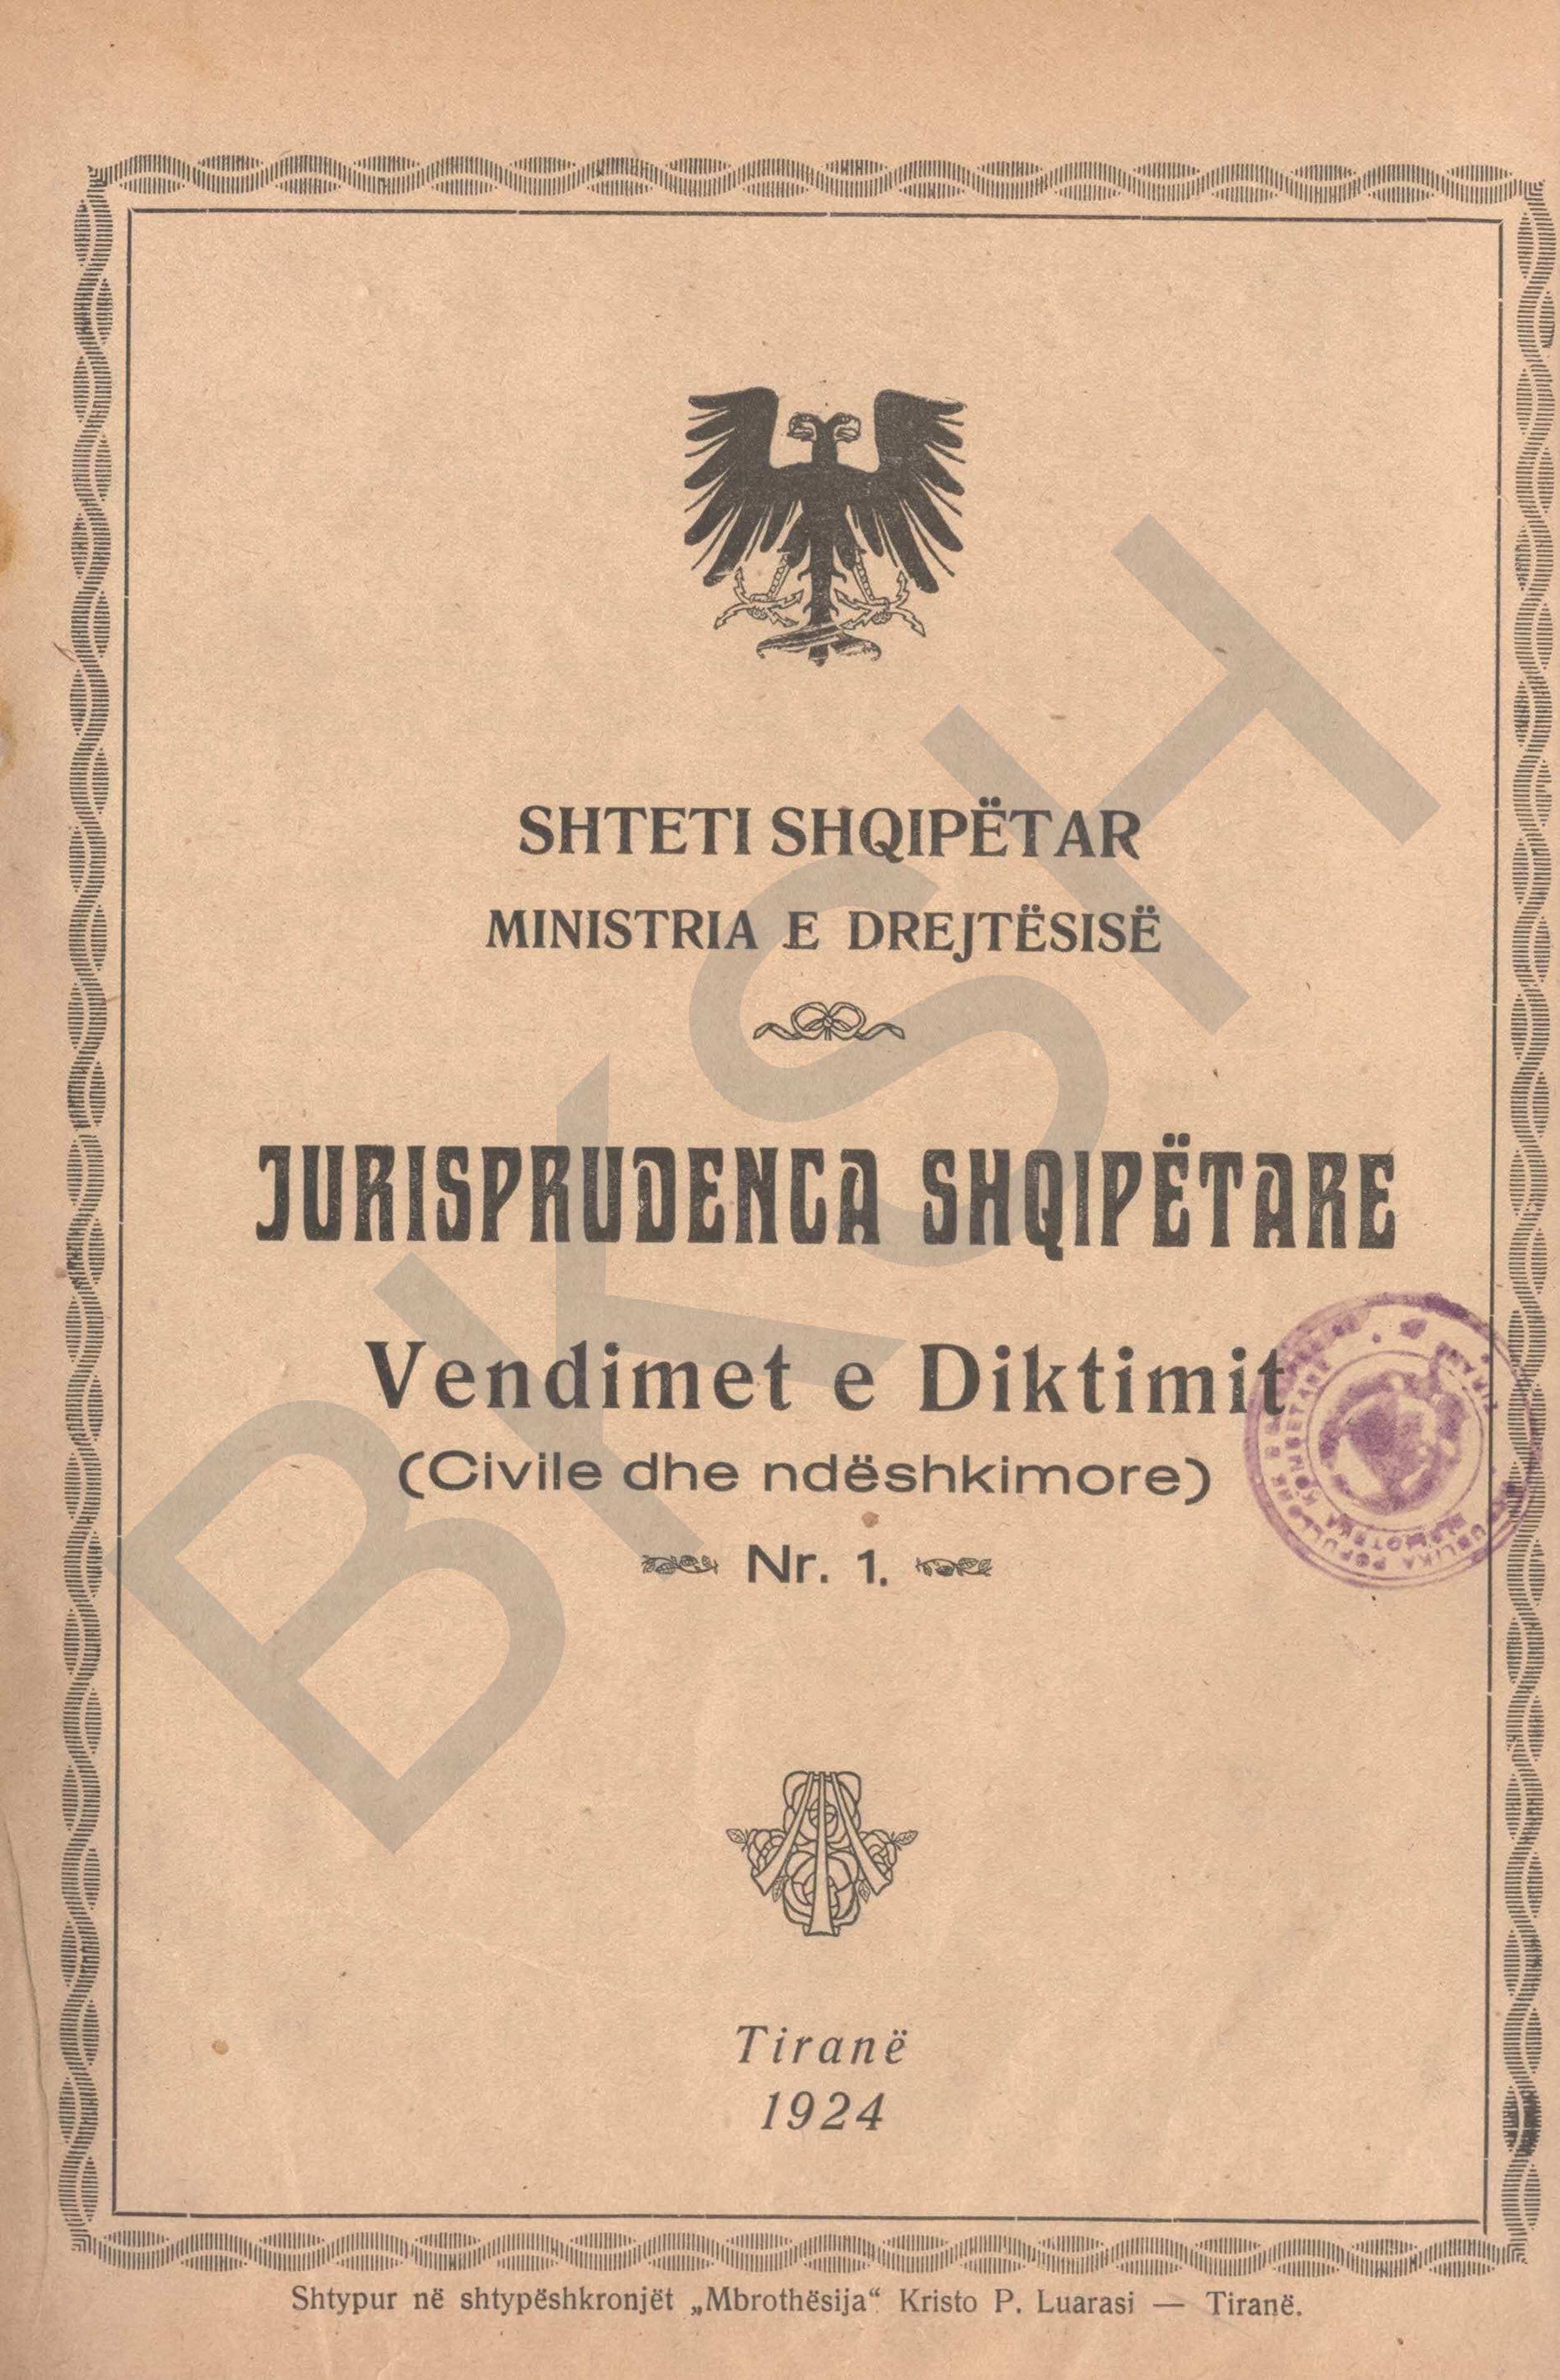 SHTETI SHQIPËTAR
MINISTRIA E DREJTËSISË
JURISPRUDENCA SHQIPËTARE
Vendimet e Diktimit
(Civile dhe ndëshkimore)
Nr. 1.
Tiranë
1924
Shtypur në shtypëshkronjët „Mbrothësija“ Kristo P. Luarasi — Tiranë.
BKSH